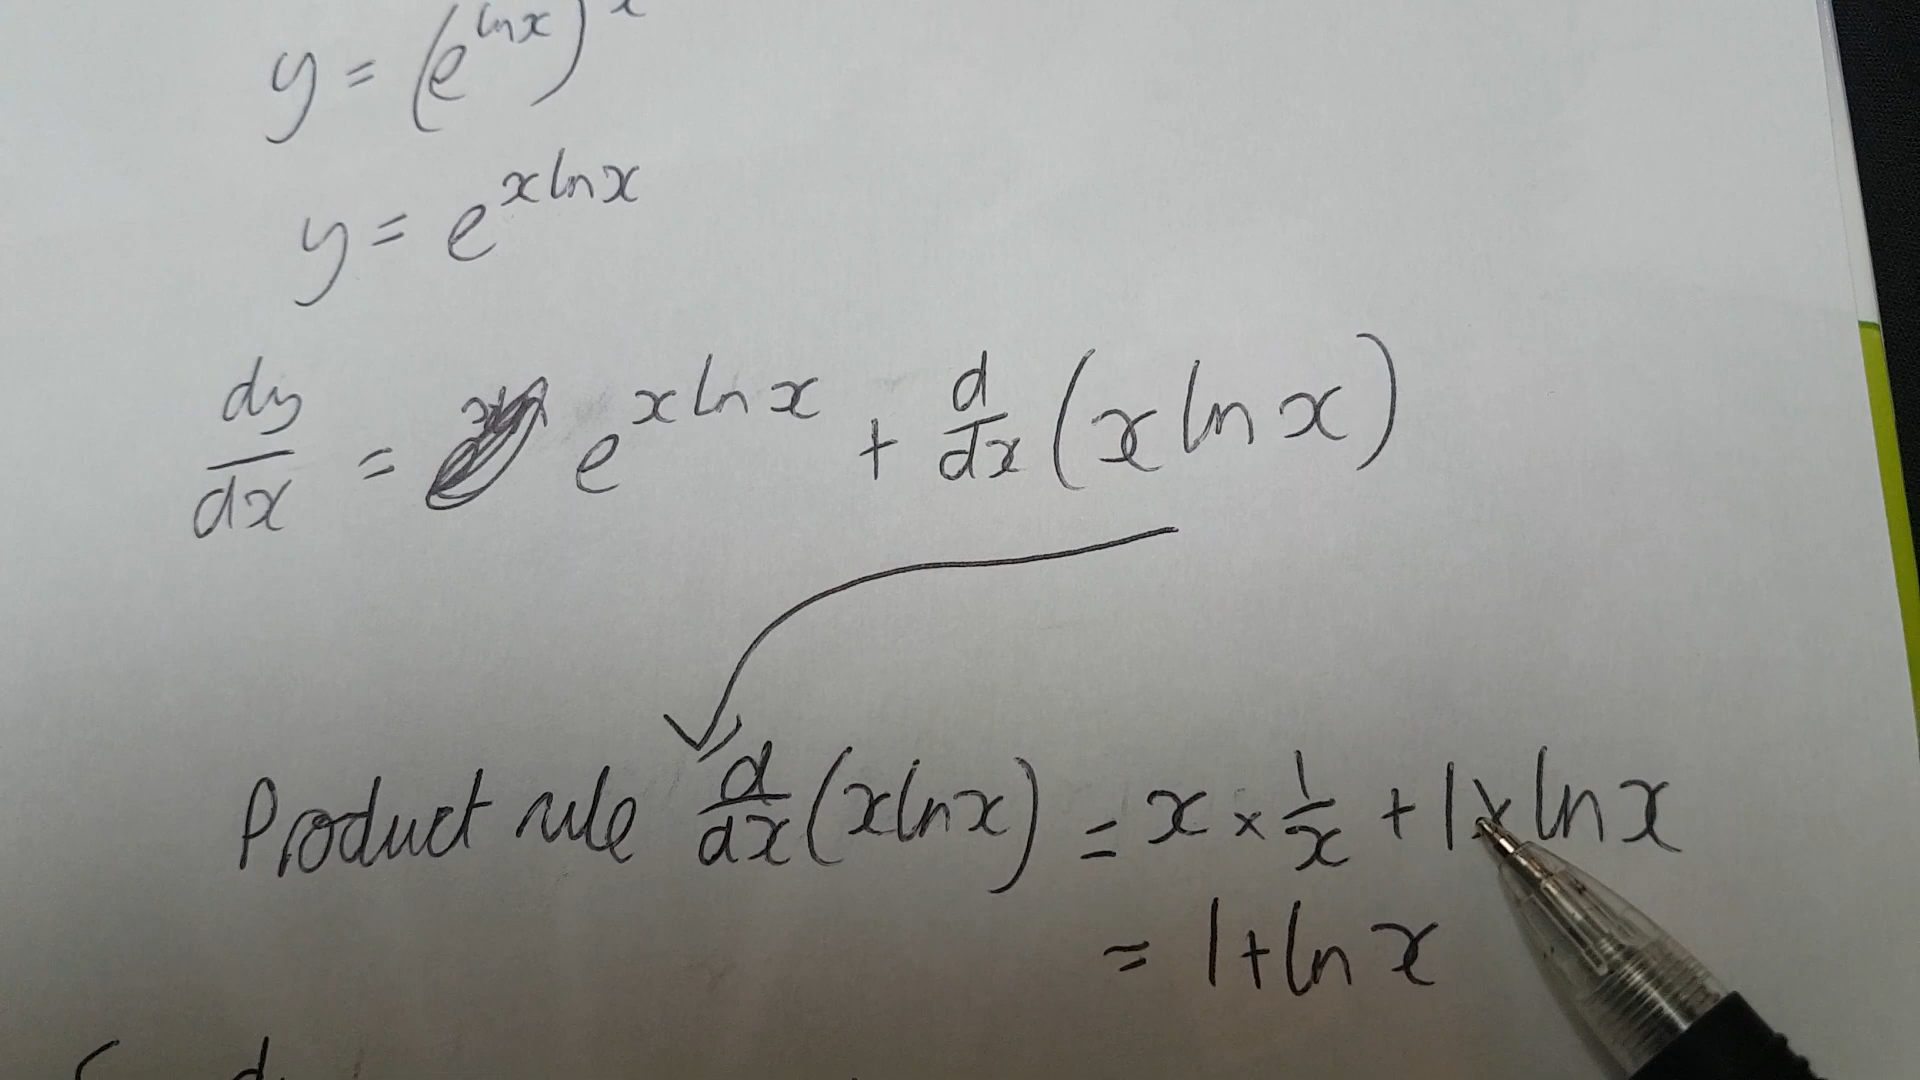 y = (e^{ln x})^x
y = e^{x ln x}
dy/dx = e^{x ln x} + d/dx (x ln x)
Product rule d/dx (x ln x) = x × 1/x + 1 × ln x
= 1 + ln x